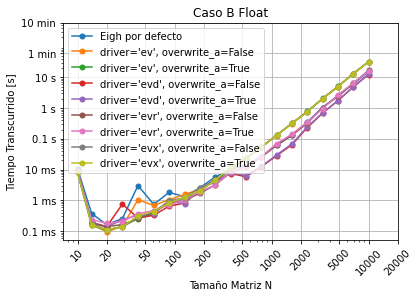 Caso B Float
10 min
1 min
10 s
1 s
0.1 s
10 ms
1 ms
0.1 ms
Tiempo Transcurrido [s]
Eigh por defecto
driver='ev', overwrite_a=False
driver='ev', overwrite_a=True
driver='evd', overwrite_a=False
driver='evd', overwrite_a=True
driver='evr', overwrite_a=False
driver='evr', overwrite_a=True
driver='evx', overwrite_a=False
driver='evx', overwrite_a=True
10
20
50
100
200
500
1000
2000
5000
10000
20000
Tamaño Matriz N